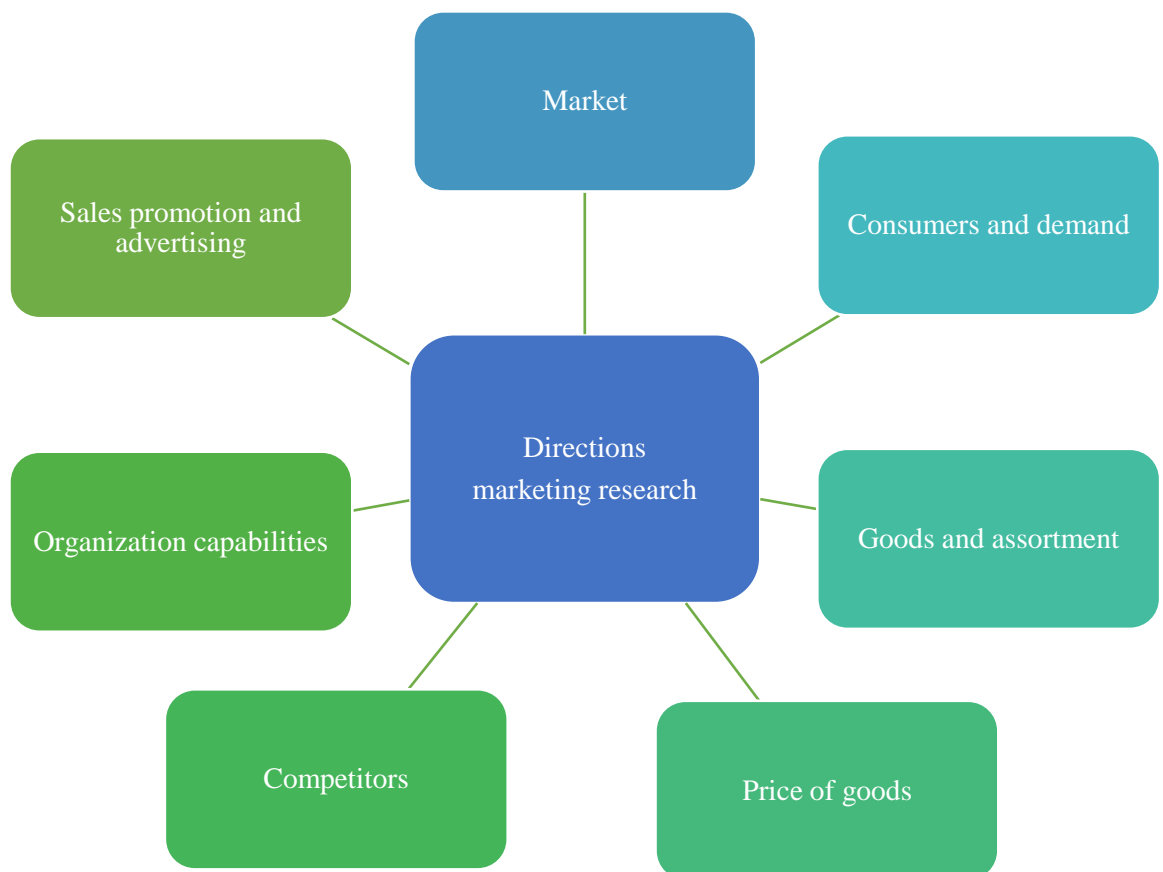 Market
Sales promotion and
advertising
Consumers and demand
Directions
marketing research
Organization capabilities
Goods and assortment
Competitors
Price of goods